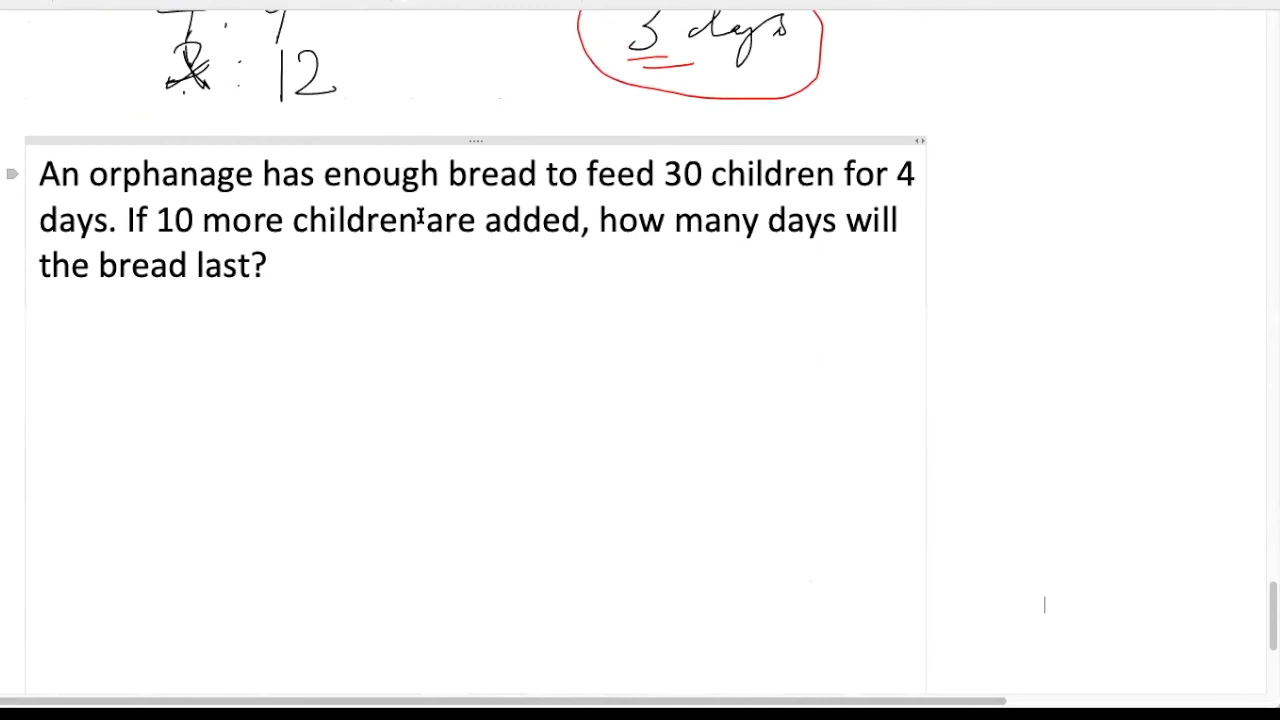 3 days
: 12
An orphanage has enough bread to feed 30 children for 4
days. If 10 more children are added, how many days will
the bread last?